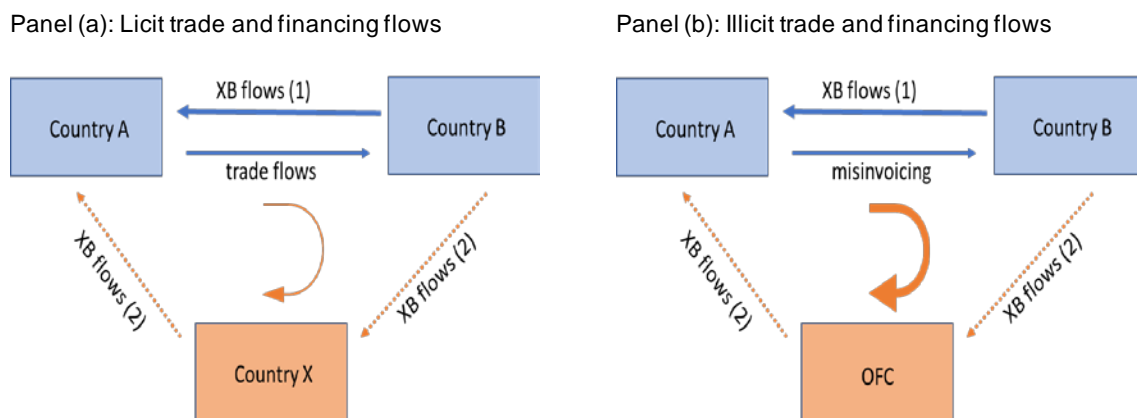 Panel (a): Licit trade and financing flows
XB flows (1)
Country A
Country B
trade flows
XB flows (2)
XB flows (2)
Country X
Panel (b): Illicit trade and financing flows
XB flows (1)
Country A
Country B
misinvoicing
XB flows (2)
XB flows (2)
OFC